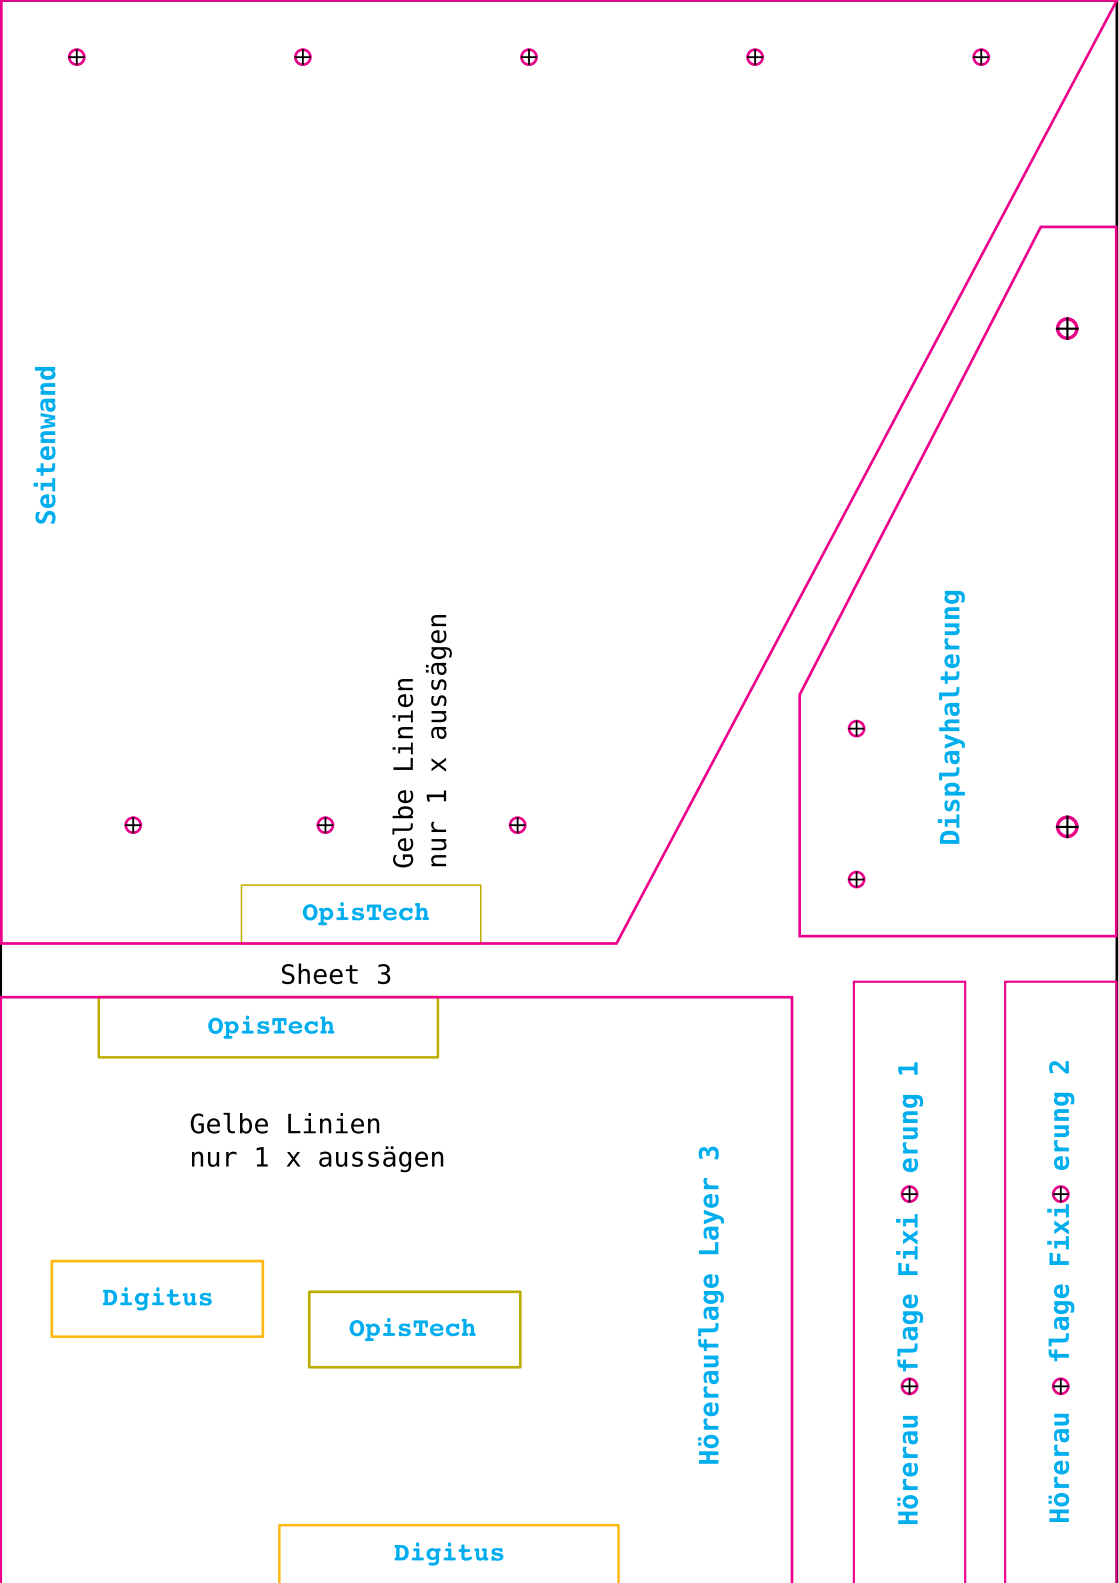 Seitenwand
Gelbe Linien
nur 1 x aussägen
Displayhalterung
OpisTech
Sheet 3
OpisTech
Gelbe Linien
nur 1 x aussägen
Digitus
OpisTech
Digitus
Hörerauflage Layer 3
Hörerau flage Fixi erung 1
Hörerau flage Fixi erung 2